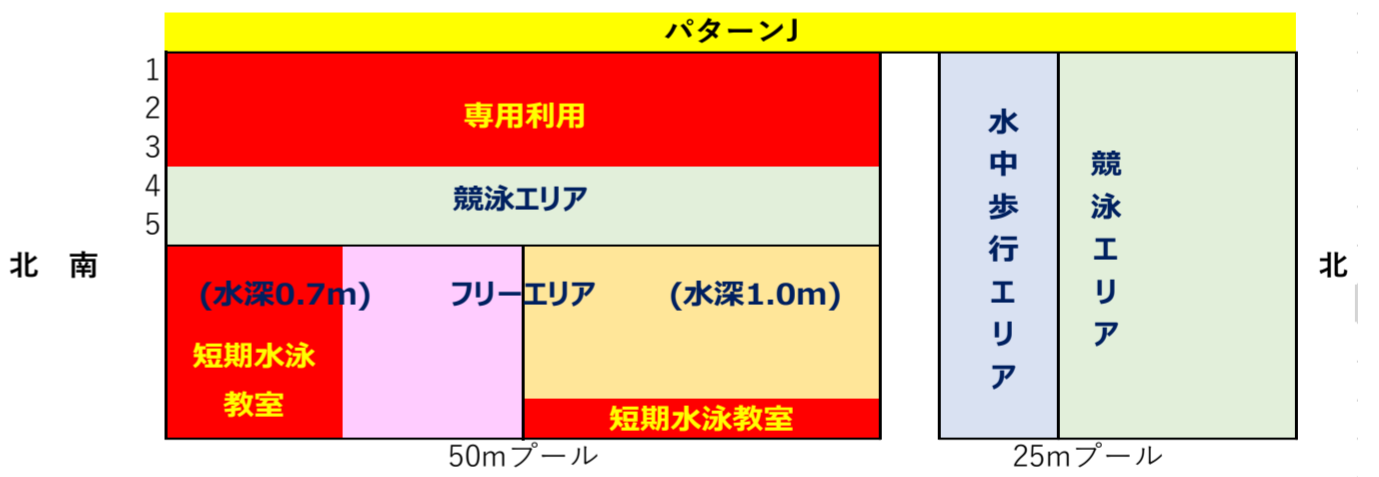 パターンJ
1
2
3
4
5
専用利用
競泳エリア
北 南
(水深0.7m) フリーエリア (水深1.0m)
短期水泳
教室
短期水泳教室
50mプール
水中歩行エリア
競泳エリア
25mプール
北